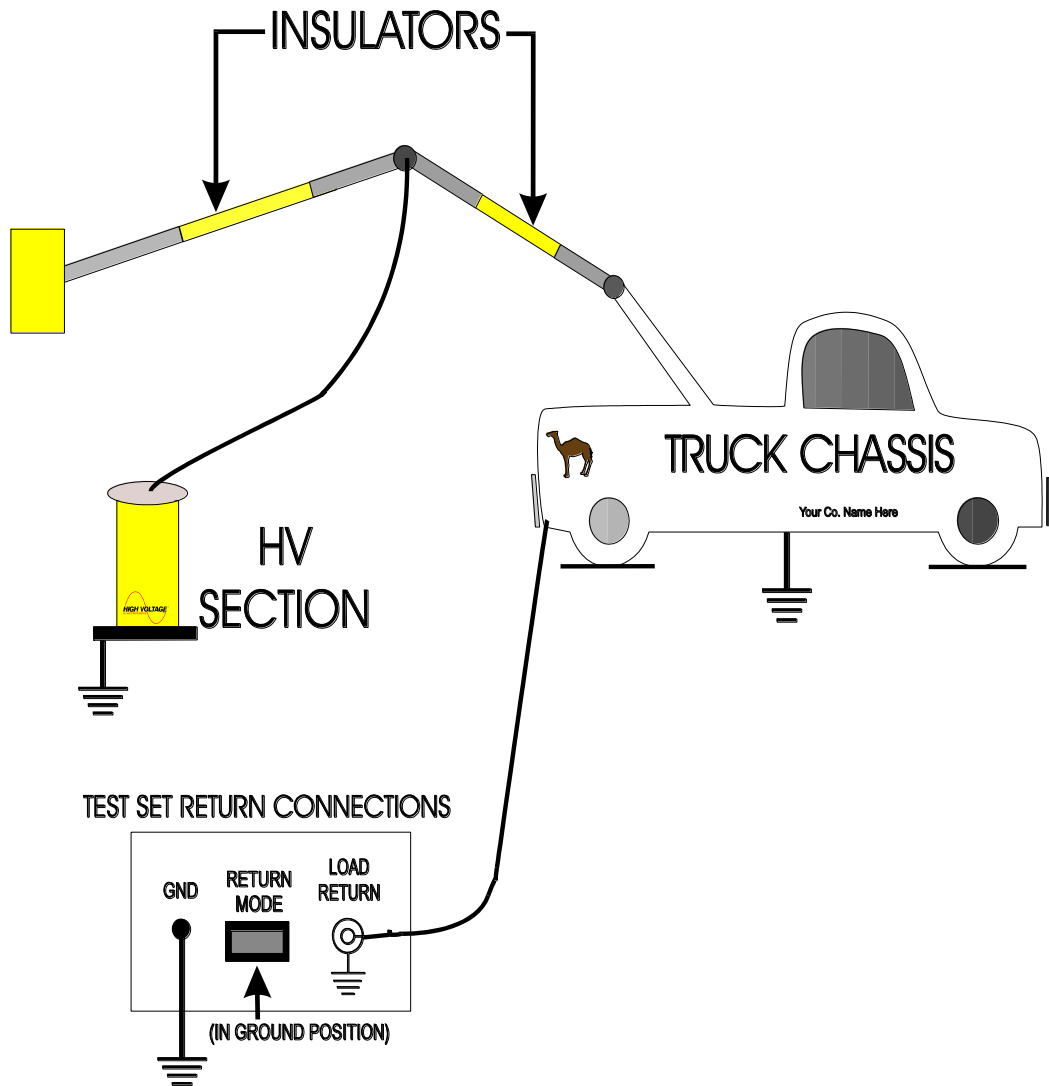 INSULATORS
TRUCK CHASSIS
Your Co. Name Here
HV
SECTION
HIGH VOLTAGE
TEST SET RETURN CONNECTIONS
GND
RETURN
MODE
LOAD
RETURN
(IN GROUND POSITION)